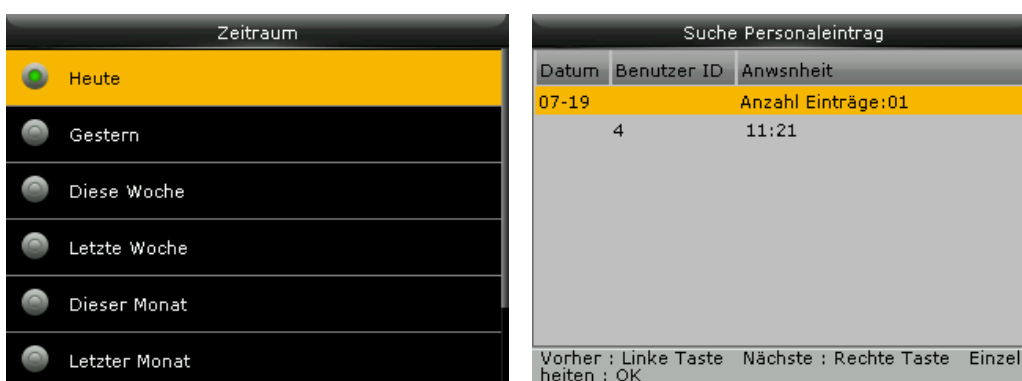 Zeitraum
Heute
Gestern
Diese Woche
Letzte Woche
Dieser Monat
Letzter Monat
Suche Personaleintrag
Datum Benutzer ID Anwsnheit
07-19 Anzahl Einträge:01
4 11:21
Vorher : Linke Taste Nächste : Rechte Taste Einzel
heiten : OK